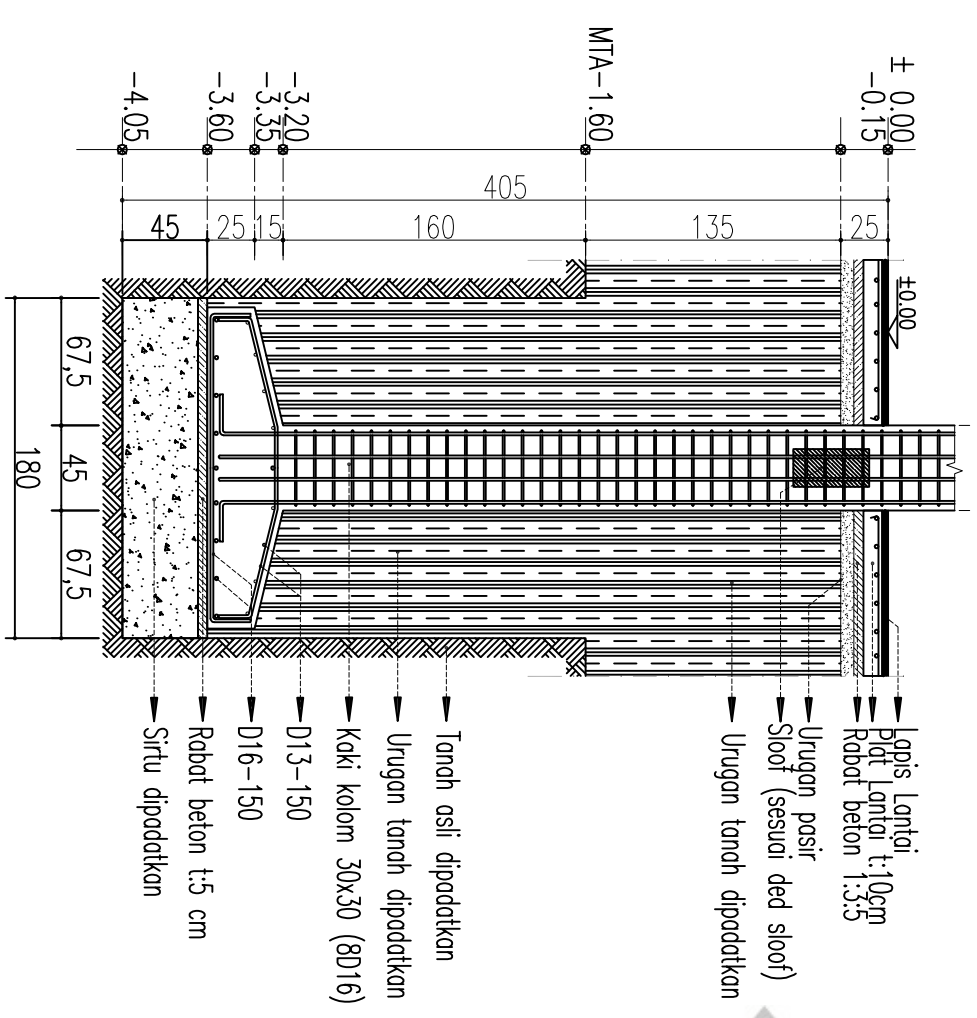 ± 0.00
-0.15
MTA-1.60
-3.20
-3.35
-3.60
-4.05
405
25
135
160
15
25
45
±0.00
67,5
45
67,5
180
Lapis Lantai
Plat Lantai t:10cm
Rabat beton 1:3:5
Urugan pasir
Sloof (sesuai ded sloof)
Urugan tanah dipadatkan
Tanah asli dipadatkan
Urugan tanah dipadatkan
Kaki kolom 30x30 (8D16)
D13-150
D16-150
Rabat beton t:5 cm
Sirtu dipadatkan